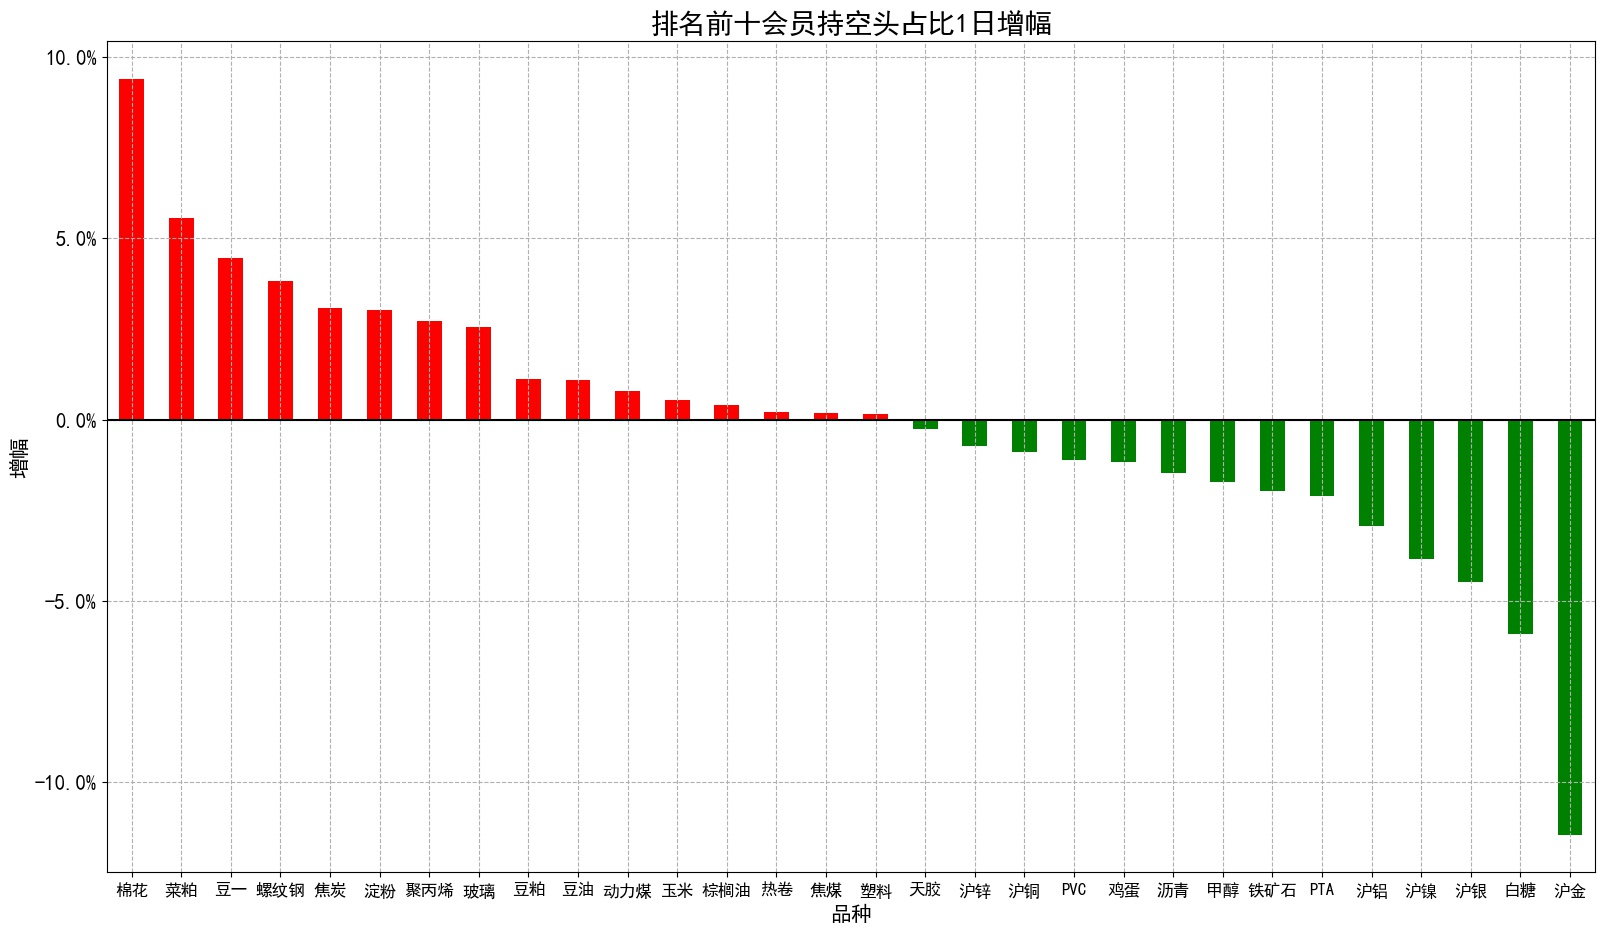 排名前十会员持空头占比1日增幅
10.0%
5.0%
0.0%
-5.0%
-10.0%
增幅
棉花 菜粕 豆一 螺纹钢 焦炭 淀粉 聚丙烯 玻璃 豆粕 豆油 动力煤 玉米 棕榈油 热卷 焦煤 塑料 天胶 沪锌 沪铜 PVC 鸡蛋 沥青 甲醇 铁矿石 PTA 沪铝 沪镍 沪银 白糖 沪金
品种